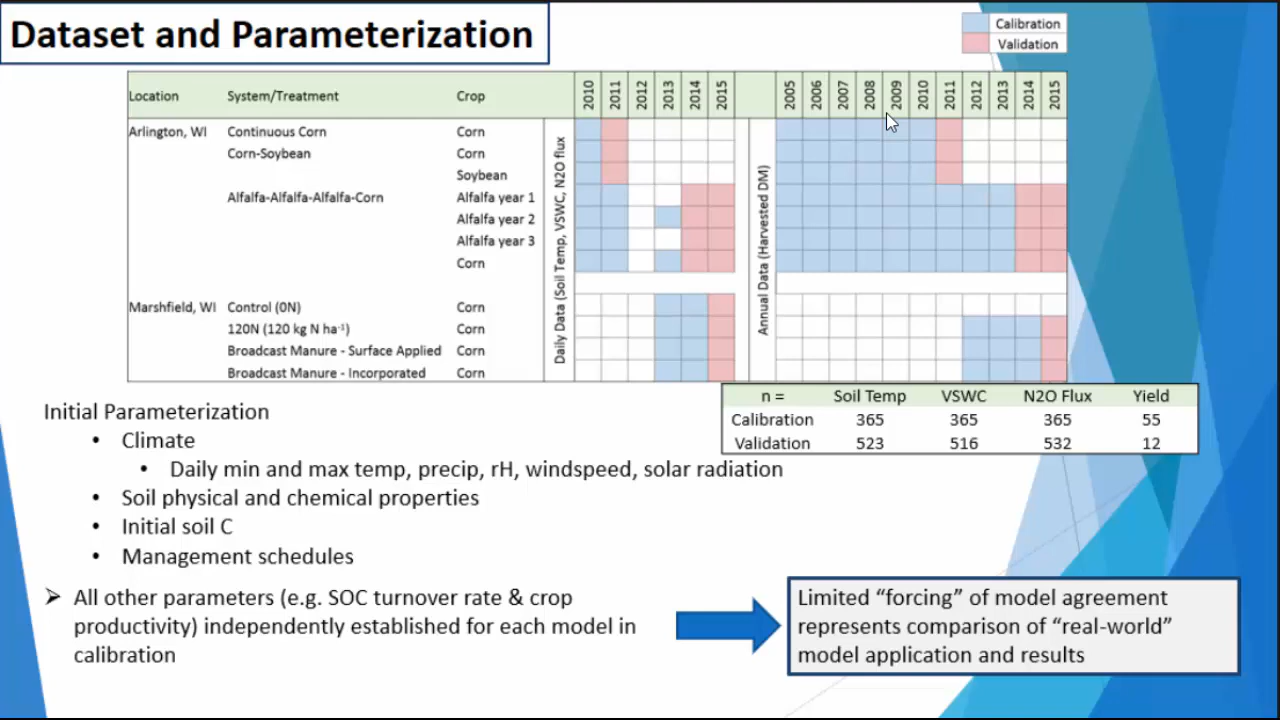 Dataset and Parameterization
Calibration
Validation
Location System/Treatment Crop 2010 2011 2012 2013 2014 2015 2005 2006 2007 2008 2009 2010 2011 2012 2013 2014 2015
Arlington, WI Continuous Corn Corn
Corn-Soybean Corn
Soybean
Alfalfa-Alfalfa-Alfalfa-Corn Alfalfa year 1
Alfalfa year 2
Alfalfa year 3
Corn
Marshfield, WI Control (0N) Corn
120N (120 kg N ha⁻¹) Corn
Broadcast Manure - Surface Applied Corn
Broadcast Manure - Incorporated Corn
Daily Data (Soil Temp, VSWC, N2O flux
Annual Data (Harvested DM)
n = Soil Temp VSWC N2O Flux Yield
Calibration 365 365 365 55
Validation 523 516 532 12
Initial Parameterization
• Climate
• Daily min and max temp, precip, rH, windspeed, solar radiation
• Soil physical and chemical properties
• Initial soil C
• Management schedules
➢ All other parameters (e.g. SOC turnover rate & crop
productivity) independently established for each model in
calibration
Limited “forcing” of model agreement
represents comparison of “real-world”
model application and results